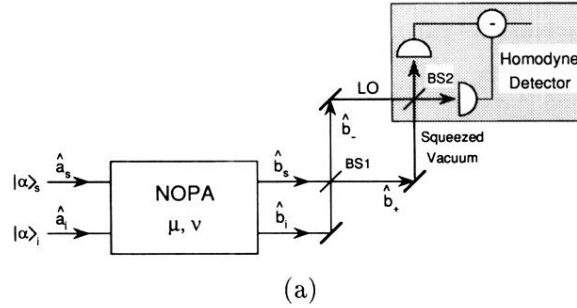 Homodyne
Detector
BS2
LO
Squeezed
Vacuum
b̂₋
|α⟩ₛ
âₛ
NOPA
μ, ν
b̂ₛ
BS1
b̂₊
|α⟩ᵢ
âᵢ
b̂ᵢ
(a)